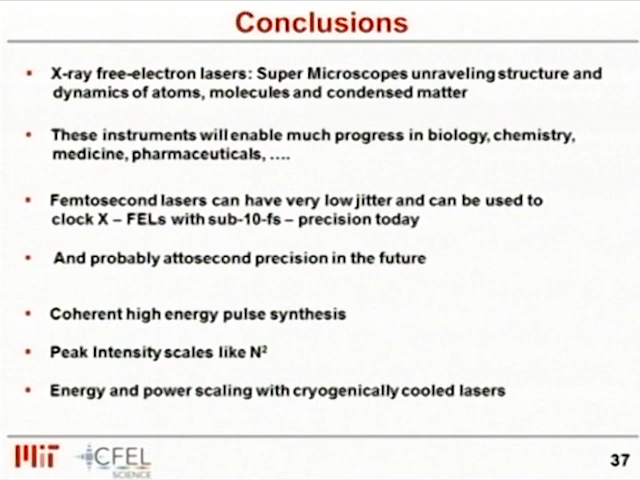 Conclusions
X-ray free-electron lasers: Super Microscopes unraveling structure and
dynamics of atoms, molecules and condensed matter
These instruments will enable much progress in biology, chemistry,
medicine, pharmaceuticals, ….
Femtosecond lasers can have very low jitter and can be used to
clock X – FELs with sub-10-fs – precision today
And probably attosecond precision in the future
Coherent high energy pulse synthesis
Peak Intensity scales like N²
Energy and power scaling with cryogenically cooled lasers
MIT CFEL
SCIENCE
37